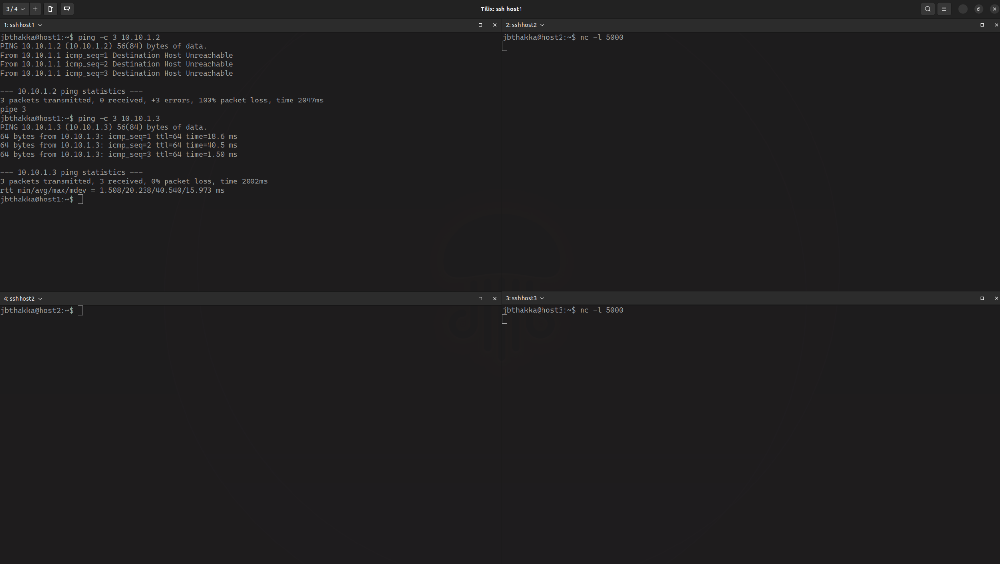 3 / 4
Tilix: ssh host1
1: ssh host1
jbthakka@host1:~$ ping -c 3 10.10.1.2
PING 10.10.1.2 (10.10.1.2) 56(84) bytes of data.
From 10.10.1.1 icmp_seq=1 Destination Host Unreachable
From 10.10.1.1 icmp_seq=2 Destination Host Unreachable
From 10.10.1.1 icmp_seq=3 Destination Host Unreachable
--- 10.10.1.2 ping statistics ---
3 packets transmitted, 0 received, +3 errors, 100% packet loss, time 2047ms
pipe 3
jbthakka@host1:~$ ping -c 3 10.10.1.3
PING 10.10.1.3 (10.10.1.3) 56(84) bytes of data.
64 bytes from 10.10.1.3: icmp_seq=1 ttl=64 time=18.6 ms
64 bytes from 10.10.1.3: icmp_seq=2 ttl=64 time=40.5 ms
64 bytes from 10.10.1.3: icmp_seq=3 ttl=64 time=1.50 ms
--- 10.10.1.3 ping statistics ---
3 packets transmitted, 3 received, 0% packet loss, time 2002ms
rtt min/avg/max/mdev = 1.508/20.238/40.540/15.973 ms
jbthakka@host1:~$
2: ssh host2
jbthakka@host2:~$ nc -l 5000
4: ssh host2
jbthakka@host2:~$
3: ssh host3
jbthakka@host3:~$ nc -l 5000